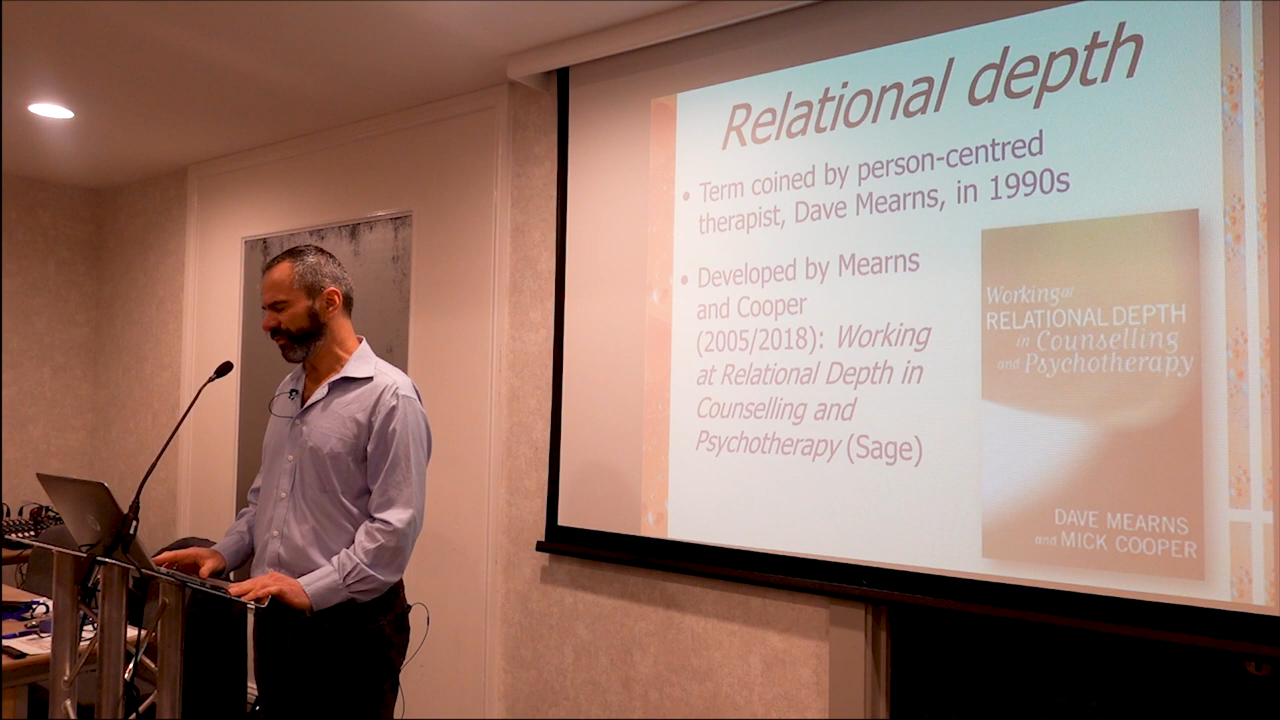 Relational depth
• Term coined by person-centred
therapist, Dave Mearns, in 1990s
• Developed by Mearns
and Cooper
(2005/2018): Working
at Relational Depth in
Counselling and
Psychotherapy (Sage)
Working at
RELATIONAL DEPTH
in Counselling
and Psychotherapy
DAVE MEARNS
and MICK COOPER